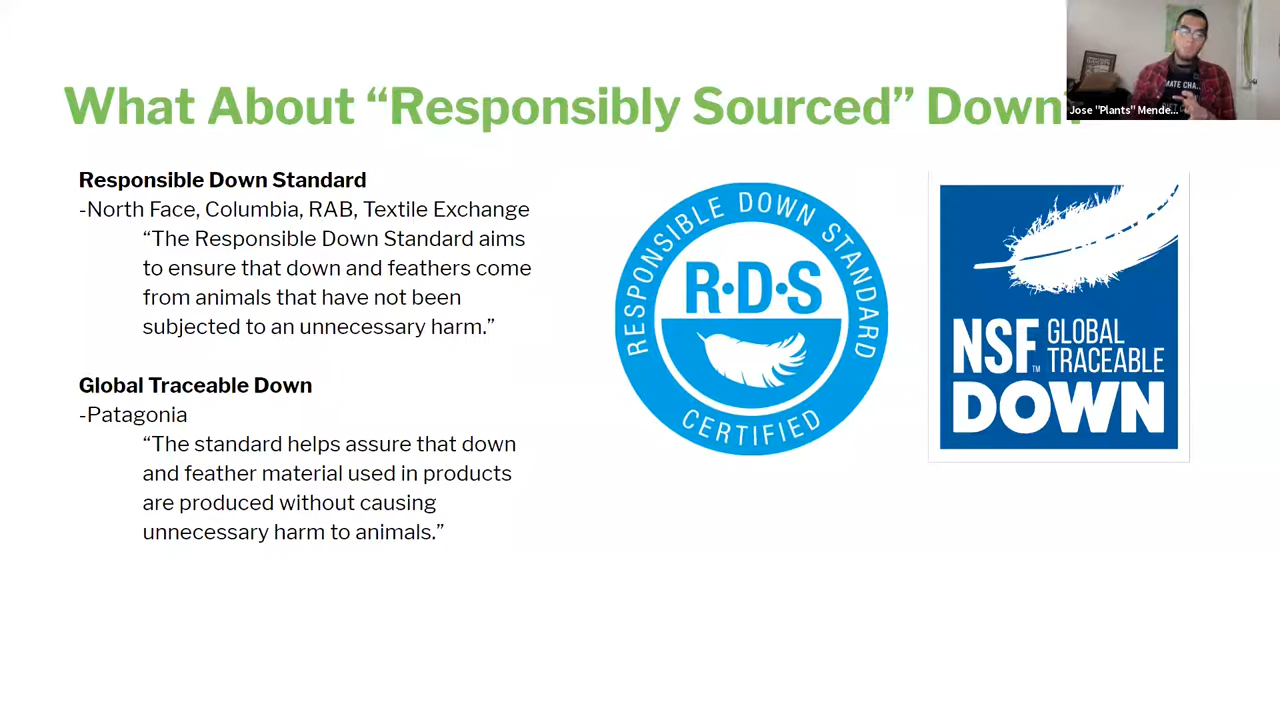 What About “Responsibly Sourced” Down?
Jose "Plants" Mende...
Responsible Down Standard
-North Face, Columbia, RAB, Textile Exchange
“The Responsible Down Standard aims
to ensure that down and feathers come
from animals that have not been
subjected to an unnecessary harm.”
Global Traceable Down
-Patagonia
“The standard helps assure that down
and feather material used in products
are produced without causing
unnecessary harm to animals.”
RESPONSIBLE DOWN STANDARD
R·D·S
CERTIFIED
NSF™ GLOBAL
TRACEABLE
DOWN